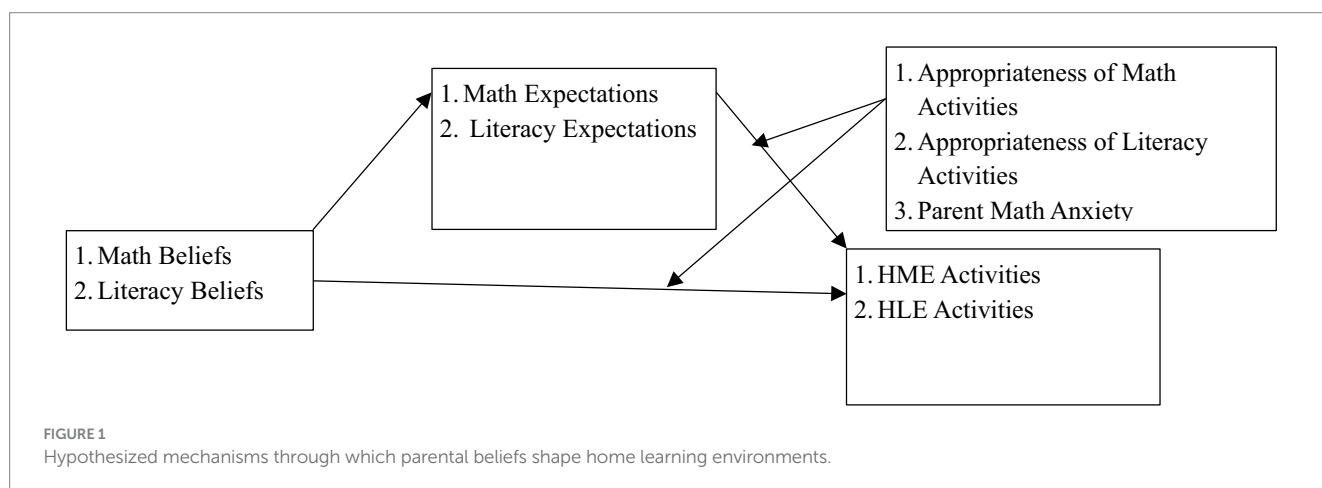 1. Math Expectations
2. Literacy Expectations
1. Appropriateness of Math
Activities
2. Appropriateness of Literacy
Activities
3. Parent Math Anxiety
1. Math Beliefs
2. Literacy Beliefs
1. HME Activities
2. HLE Activities
FIGURE 1
Hypothesized mechanisms through which parental beliefs shape home learning environments.